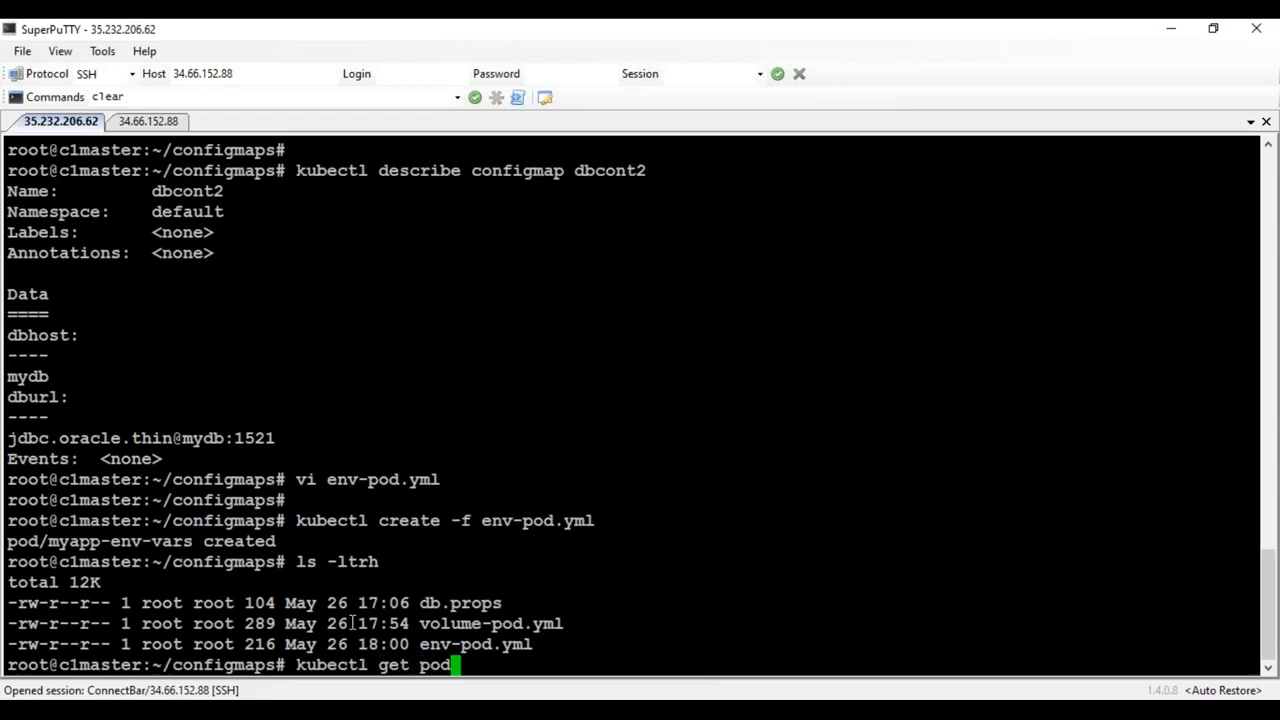 SuperPuTTY - 35.232.206.62
File View Tools Help
Protocol SSH Host 34.66.152.88 Login Password Session
Commands clear
35.232.206.62 34.66.152.88
root@c1master:~/configmaps#
root@c1master:~/configmaps# kubectl describe configmap dbcont2
Name: dbcont2
Namespace: default
Labels: <none>
Annotations: <none>
Data
====
dbhost:
----
mydb
dburl:
----
jdbc.oracle.thin@mydb:1521
Events: <none>
root@c1master:~/configmaps# vi env-pod.yml
root@c1master:~/configmaps#
root@c1master:~/configmaps# kubectl create -f env-pod.yml
pod/myapp-env-vars created
root@c1master:~/configmaps# ls -ltrh
total 12K
-rw-r--r-- 1 root root 104 May 26 17:06 db.props
-rw-r--r-- 1 root root 289 May 26 17:54 volume-pod.yml
-rw-r--r-- 1 root root 216 May 26 18:00 env-pod.yml
root@c1master:~/configmaps# kubectl get pod
Opened session: ConnectBar/34.66.152.88 [SSH] 1.4.0.8 <Auto Restore>